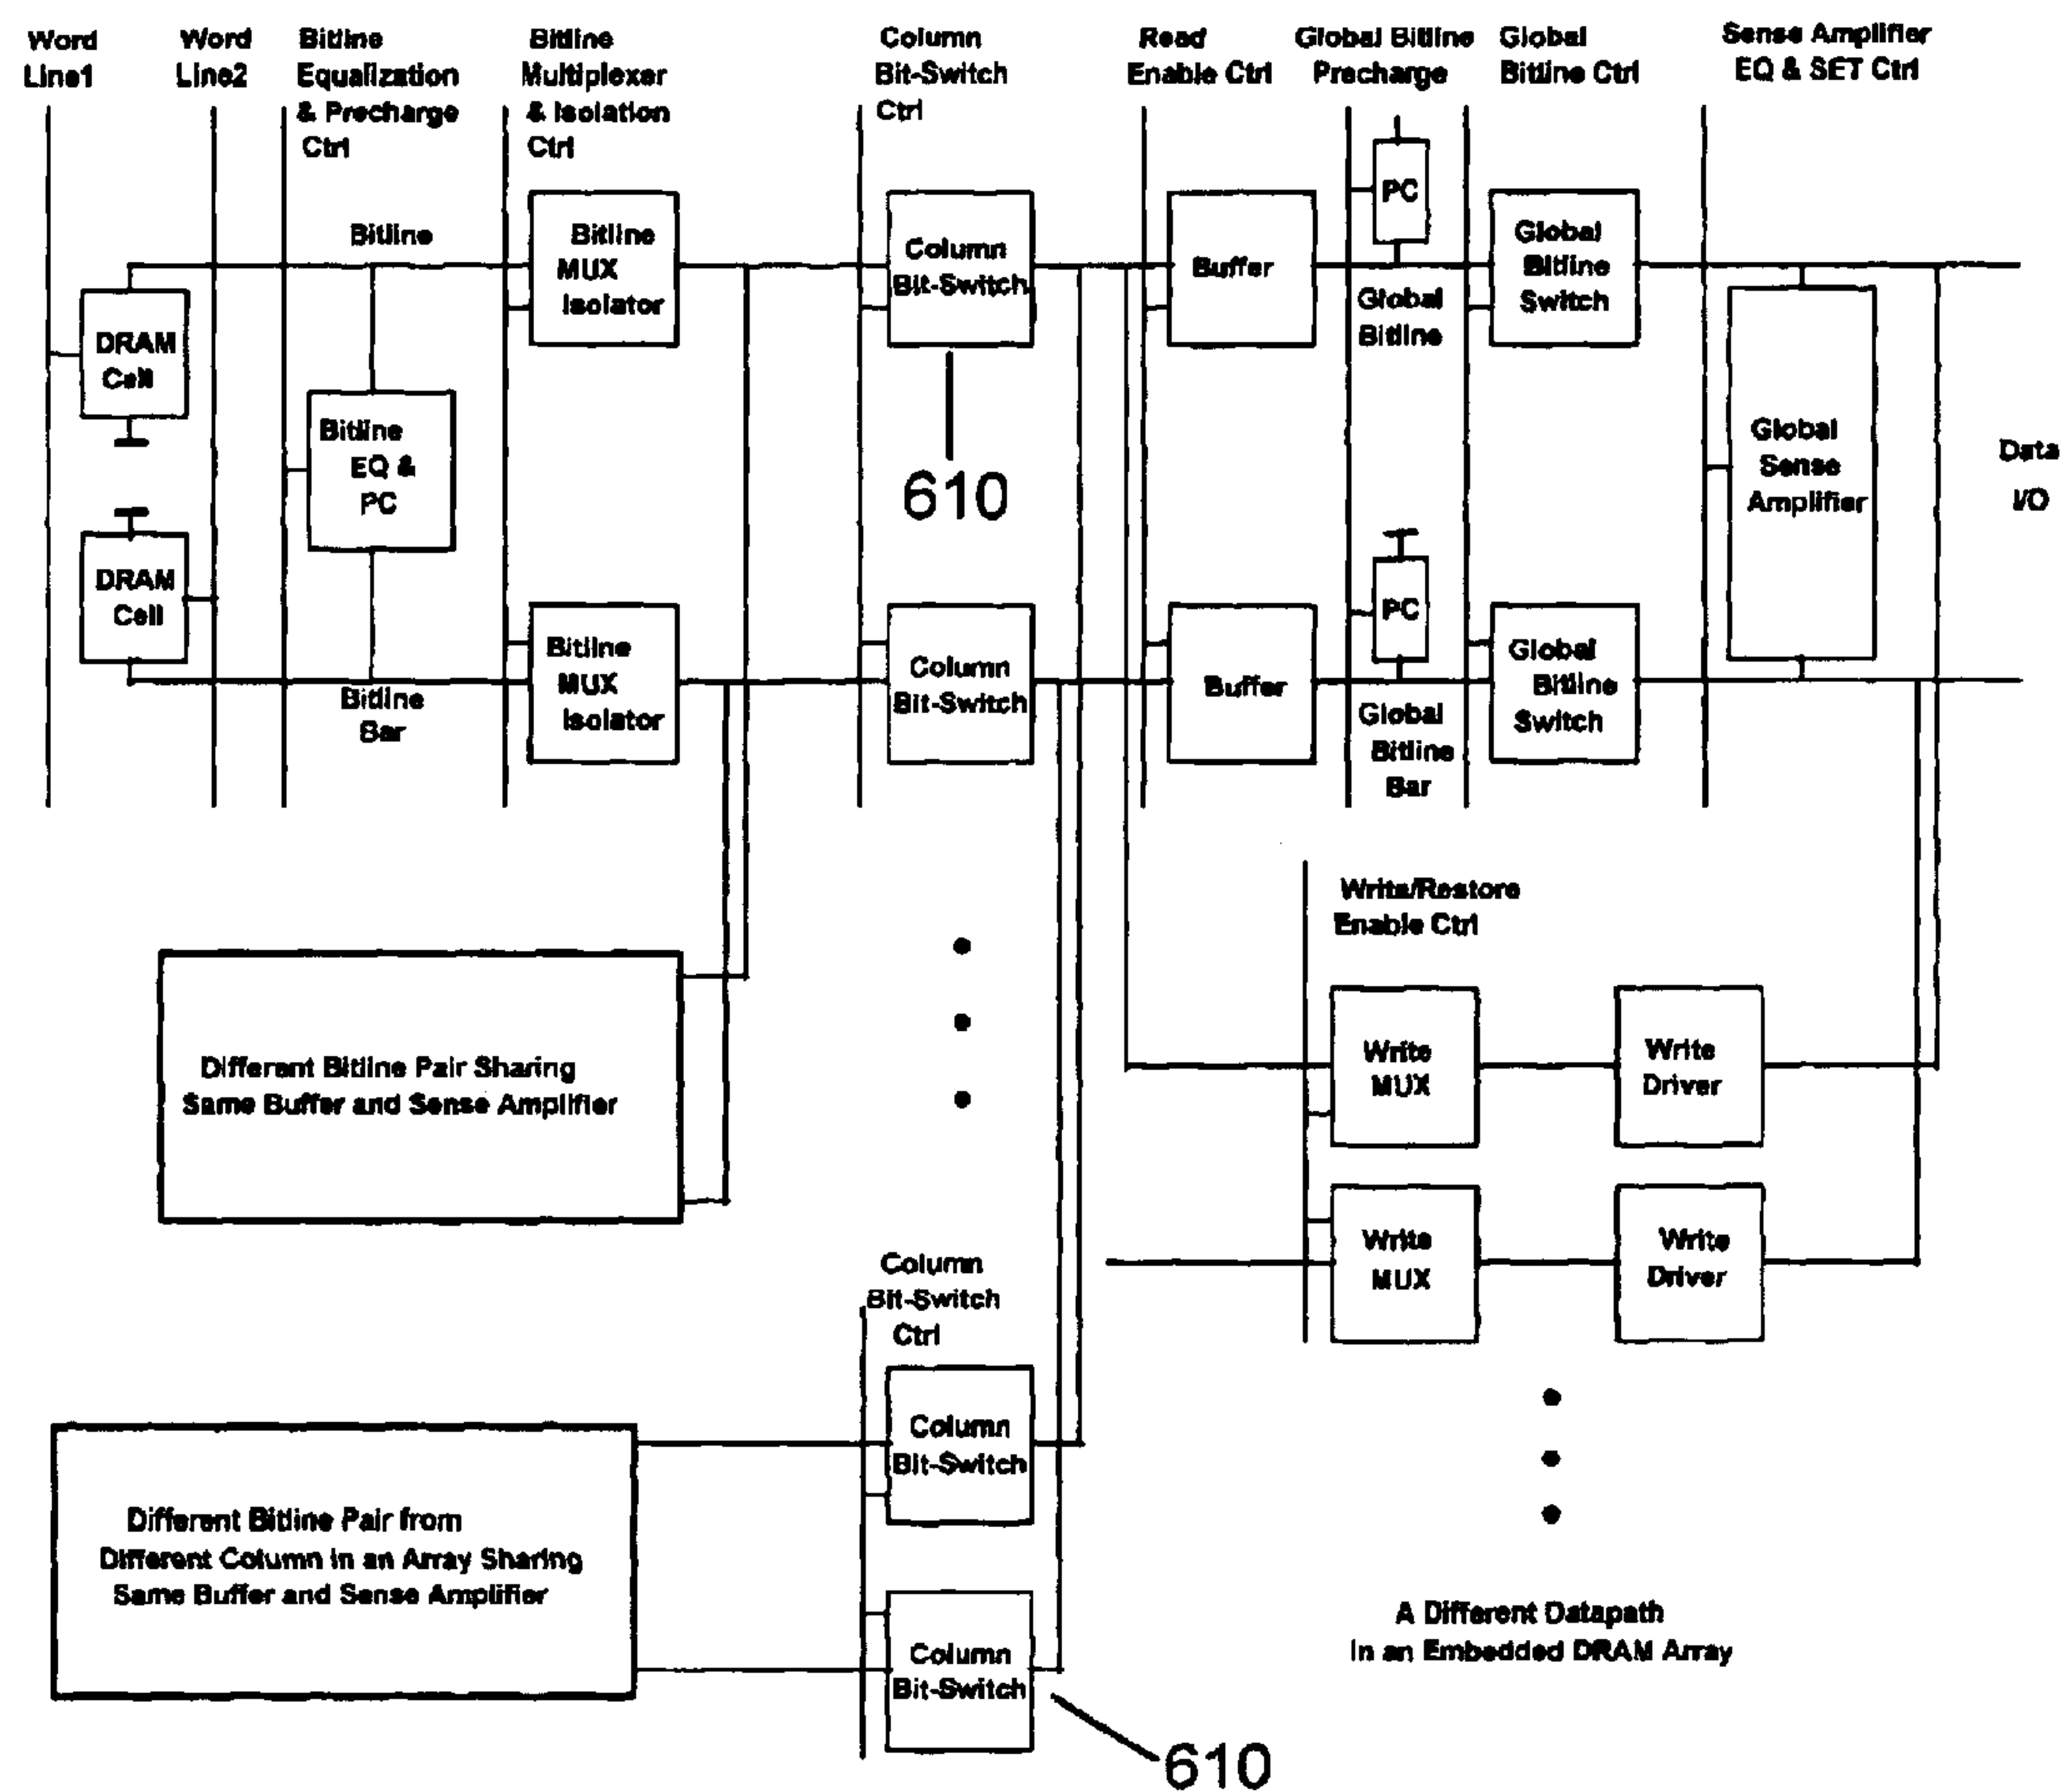 Word
Line1
Word
Line2
Bitline
Equalization
& Precharge
Ctrl
Bitline
Multiplexer
& Isolation
Ctrl
Column
Bit-Switch
Ctrl
Read
Enable Ctrl
Global Bitline
Precharge
Global
Bitline Ctrl
Sense Amplifier
EQ & SET Ctrl
Bitline
Bitline
MUX
Isolator
Column
Bit-Switch
Buffer
PC
Global
Bitline
Global
Bitline
Switch
DRAM
Cell
Bitline
EQ &
PC
610
Global
Sense
Amplifier
Data
I/O
DRAM
Cell
Bitline
Bar
Bitline
MUX
Isolator
Column
Bit-Switch
Buffer
PC
Global
Bitline
Bar
Global
Bitline
Switch
Write/Restore
Enable Ctrl
Different Bitline Pair Sharing
Same Buffer and Sense Amplifier
Write
MUX
Write
Driver
Write
MUX
Write
Driver
Column
Bit-Switch
Ctrl
Column
Bit-Switch
Different Bitline Pair from
Different Column in an Array Sharing
Same Buffer and Sense Amplifier
Column
Bit-Switch
A Different Datapath
In an Embedded DRAM Array
610